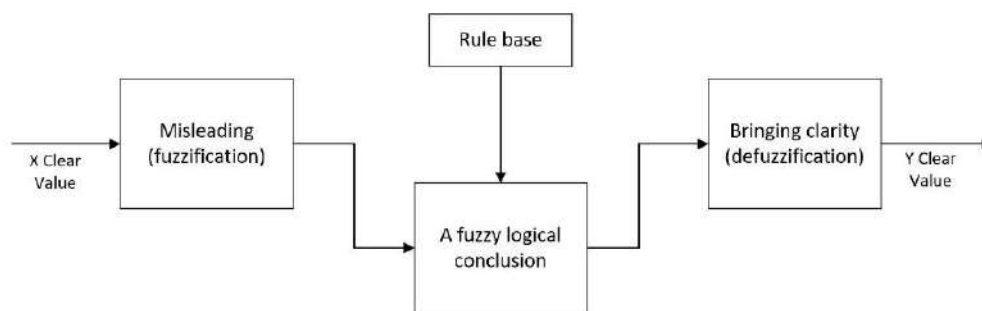 Rule base
Misleading
(fuzzification)
X Clear
Value
A fuzzy logical
conclusion
Bringing clarity
(defuzzification)
Y Clear
Value